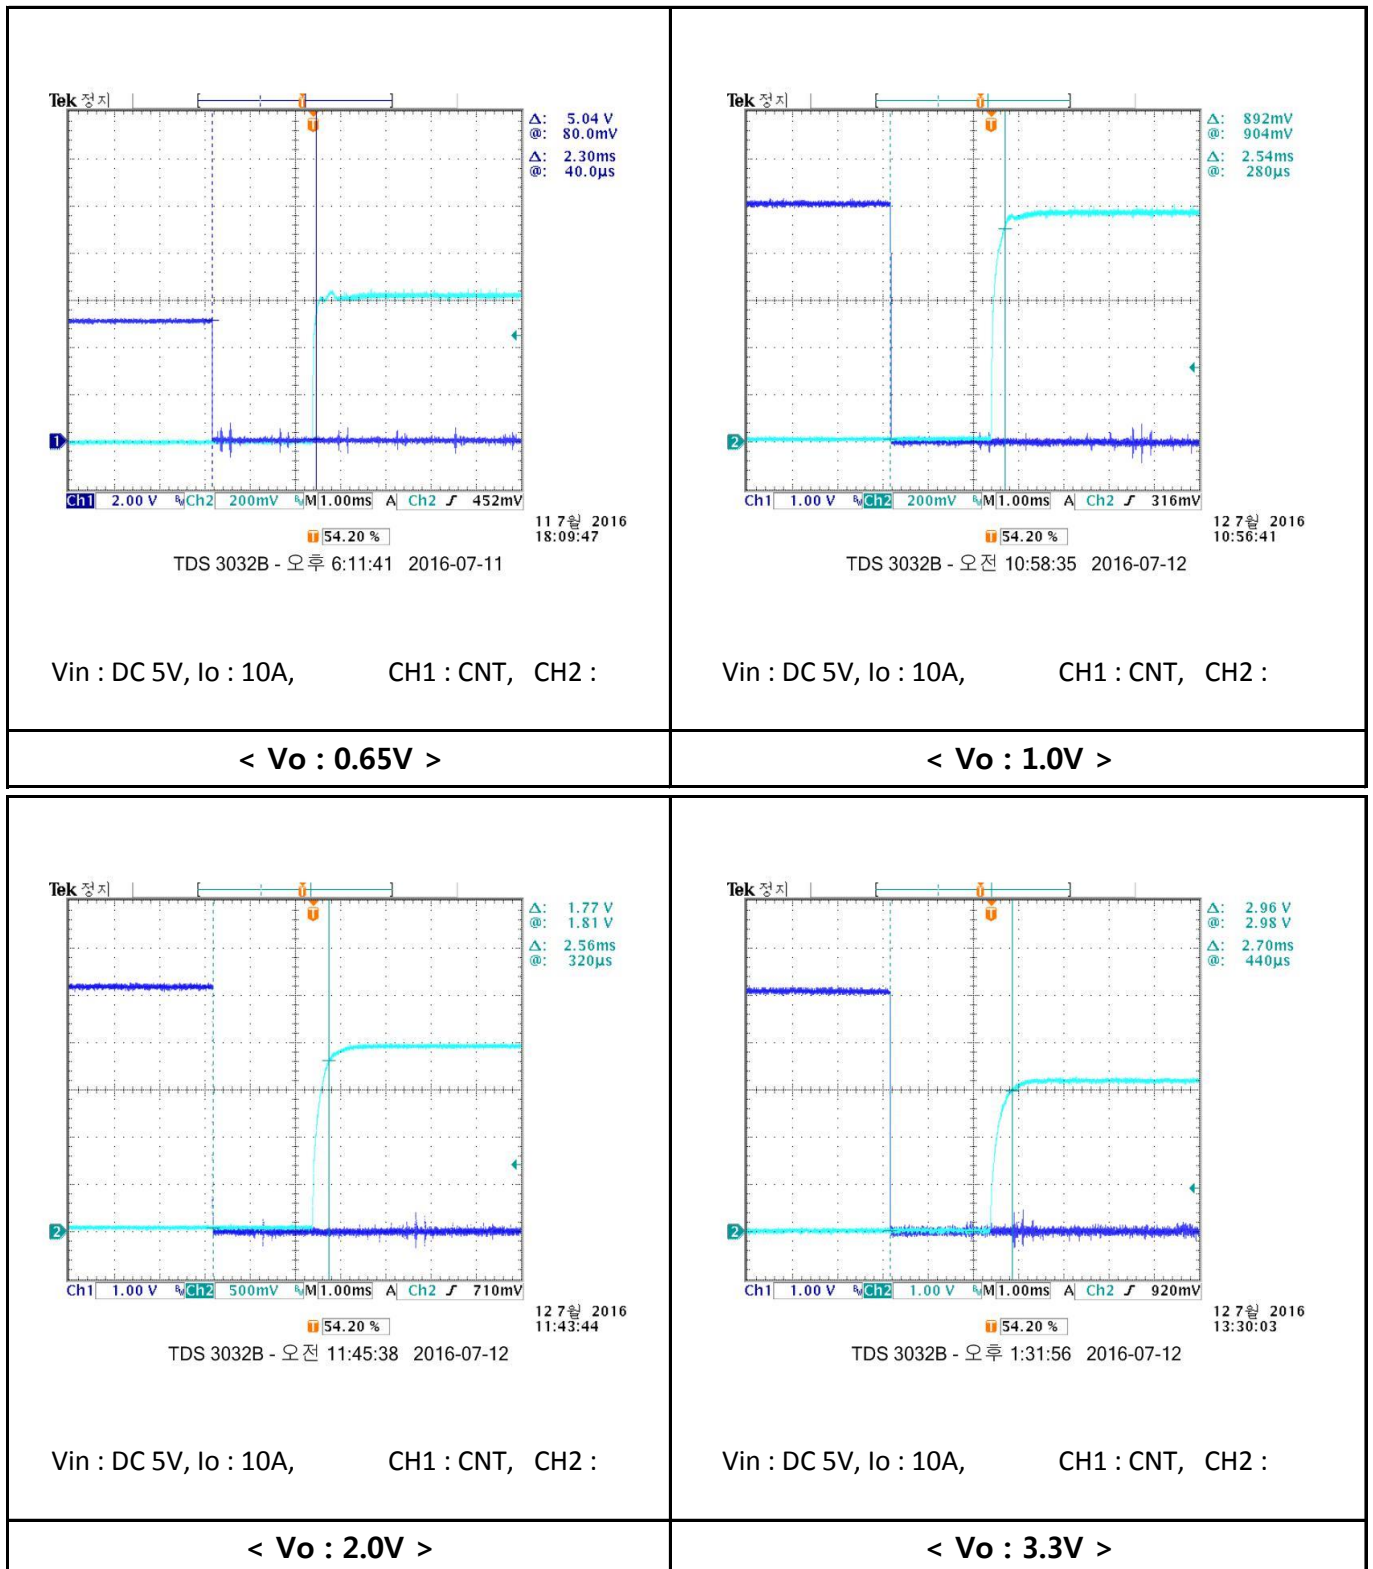 Tek 정지
Δ: 5.04 V
@: 80.0mV
Δ: 2.30ms
@: 40.0µs
1
Ch1 2.00 V Ch2 200mV M 1.00ms A Ch2 452mV
54.20 %
11 7월 2016
18:09:47
TDS 3032B - 오후 6:11:41 2016-07-11
Vin : DC 5V, Io : 10A, CH1 : CNT, CH2 :
< Vo : 0.65V >
Tek 정지
Δ: 892mV
@: 904mV
Δ: 2.54ms
@: 280µs
2
Ch1 1.00 V Ch2 200mV M 1.00ms A Ch2 316mV
54.20 %
12 7월 2016
10:56:41
TDS 3032B - 오전 10:58:35 2016-07-12
Vin : DC 5V, Io : 10A, CH1 : CNT, CH2 :
< Vo : 1.0V >
Tek 정지
Δ: 1.77 V
@: 1.81 V
Δ: 2.56ms
@: 320µs
2
Ch1 1.00 V Ch2 500mV M 1.00ms A Ch2 710mV
54.20 %
12 7월 2016
11:43:44
TDS 3032B - 오전 11:45:38 2016-07-12
Vin : DC 5V, Io : 10A, CH1 : CNT, CH2 :
< Vo : 2.0V >
Tek 정지
Δ: 2.96 V
@: 2.98 V
Δ: 2.70ms
@: 440µs
2
Ch1 1.00 V Ch2 1.00 V M 1.00ms A Ch2 920mV
54.20 %
12 7월 2016
13:30:03
TDS 3032B - 오후 1:31:56 2016-07-12
Vin : DC 5V, Io : 10A, CH1 : CNT, CH2 :
< Vo : 3.3V >